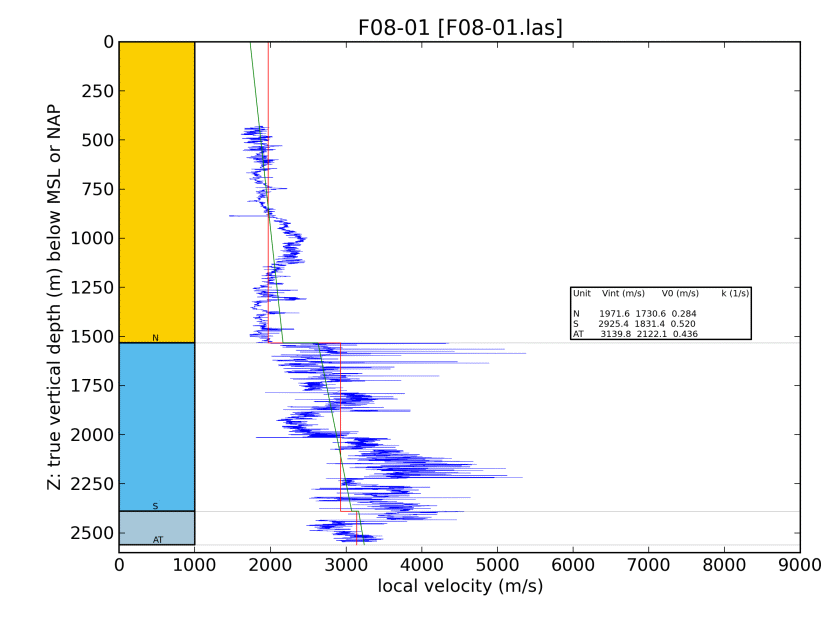 F08-01 [F08-01.las]
Z: true vertical depth (m) below MSL or NAP
0
250
500
750
1000
1250
1500
1750
2000
2250
2500
N
S
AT
Unit Vint (m/s) V0 (m/s) k (1/s)
N 1971.6 1730.6 0.284
S 2925.4 1831.4 0.520
AT 3139.8 2122.1 0.436
0 1000 2000 3000 4000 5000 6000 7000 8000 9000
local velocity (m/s)